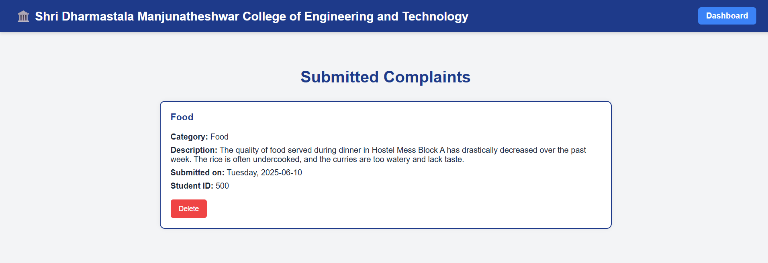 🏛️ Shri Dharmastala Manjunatheshwar College of Engineering and Technology
Dashboard
Submitted Complaints
Food
Category: Food
Description: The quality of food served during dinner in Hostel Mess Block A has drastically decreased over the past
week. The rice is often undercooked, and the curries are too watery and lack taste.
Submitted on: Tuesday, 2025-06-10
Student ID: 500
Delete